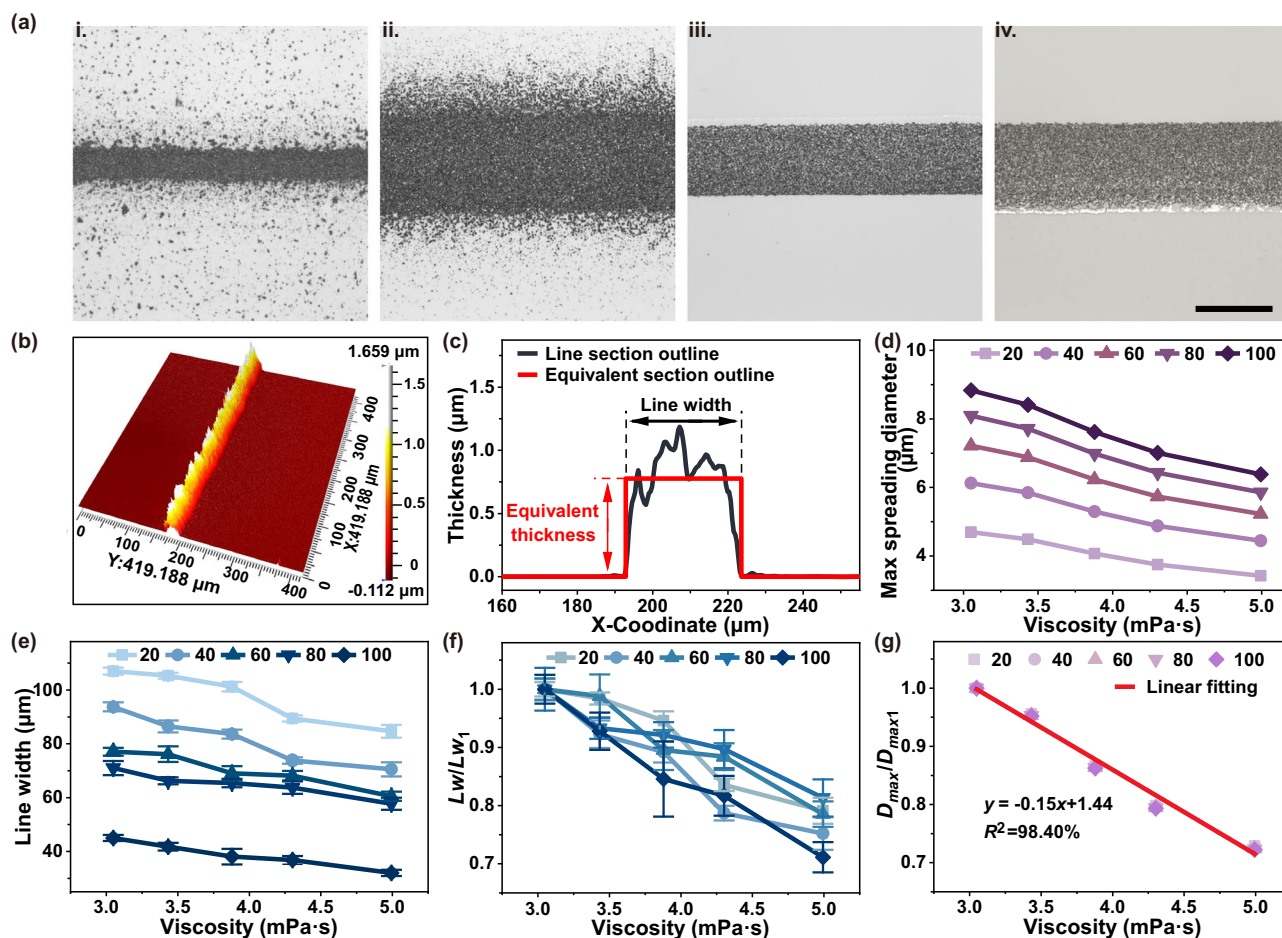 (a)
i.
ii.
iii.
iv.
(b)
1.659 µm
1.5
1.0
0.5
0
-0.112 µm
0
100
200
300
400
Y:419.188 µm
0
100
200
300
400
X:419.188 µm
(c)
Line section outline
Equivalent section outline
Line width
Equivalent
thickness
Thickness (µm)
1.5
1.0
0.5
0.0
160 180 200 220 240
X-Coodinate (µm)
(d)
20 40 60 80 100
Max spreading diameter
(µm)
10
8
6
4
3.0 3.5 4.0 4.5 5.0
Viscosity (mPa·s)
(e)
20 40 60 80 100
Line width (µm)
100
80
60
40
3.0 3.5 4.0 4.5 5.0
Viscosity (mPa·s)
(f)
20 40 60 80 100
Lw/Lw1
1.0
0.9
0.8
0.7
3.0 3.5 4.0 4.5 5.0
Viscosity (mPa·s)
(g)
20 40 60 80 100
Linear fitting
Dmax/Dmax1
1.0
0.9
0.8
0.7
y = -0.15x+1.44
R²=98.40%
3.0 3.5 4.0 4.5 5.0
Viscosity (mPa·s)